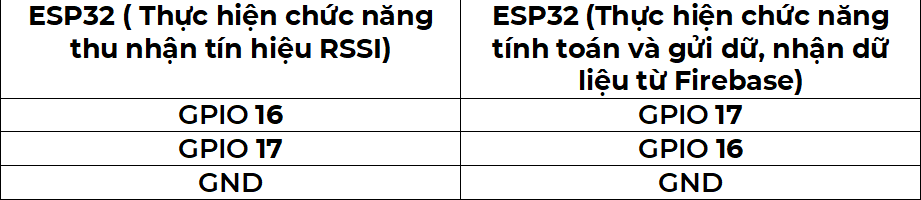 ESP32 ( Thực hiện chức năng
thu nhận tín hiệu RSSI)
ESP32 (Thực hiện chức năng
tính toán và gửi dữ, nhận dữ
liệu từ Firebase)
GPIO 16
GPIO 17
GPIO 17
GPIO 16
GND
GND